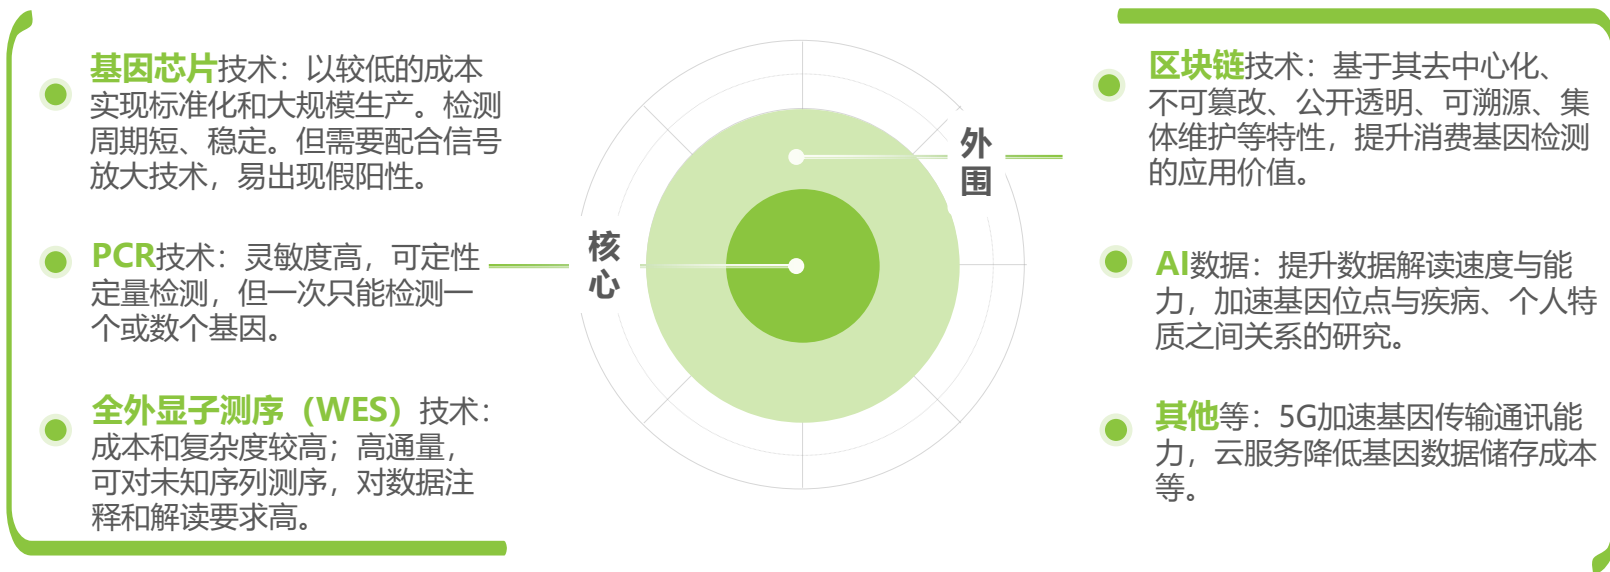 基因芯片技术：以较低的成本
实现标准化和大规模生产。检测
周期短、稳定。但需要配合信号
放大技术，易出现假阳性。
PCR技术：灵敏度高，可定性
定量检测，但一次只能检测一
个或数个基因。
全外显子测序（WES）技术：
成本和复杂度较高；高通量，
可对未知序列测序，对数据注
释和解读要求高。
核
心
外
围
区块链技术：基于其去中心化、
不可篡改、公开透明、可溯源、集
体维护等特性，提升消费基因检测
的应用价值。
AI数据：提升数据解读速度与能
力，加速基因位点与疾病、个人特
质之间关系的研究。
其他等：5G加速基因传输通讯能
力，云服务降低基因数据储存成本
等。